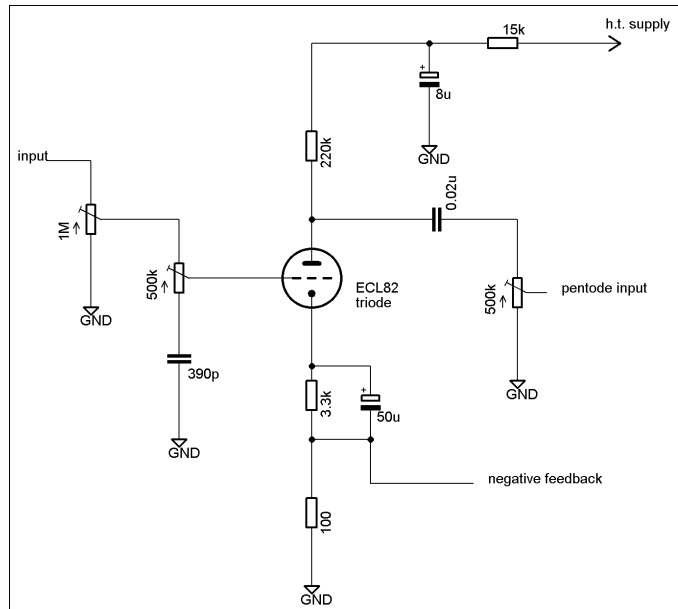 h.t. supply
15k
+
8u
GND
220k
input
0.02u
1M
500k
ECL82
triode
500k
pentode input
GND
390p
GND
3.3k
+
50u
GND
negative feedback
100
GND